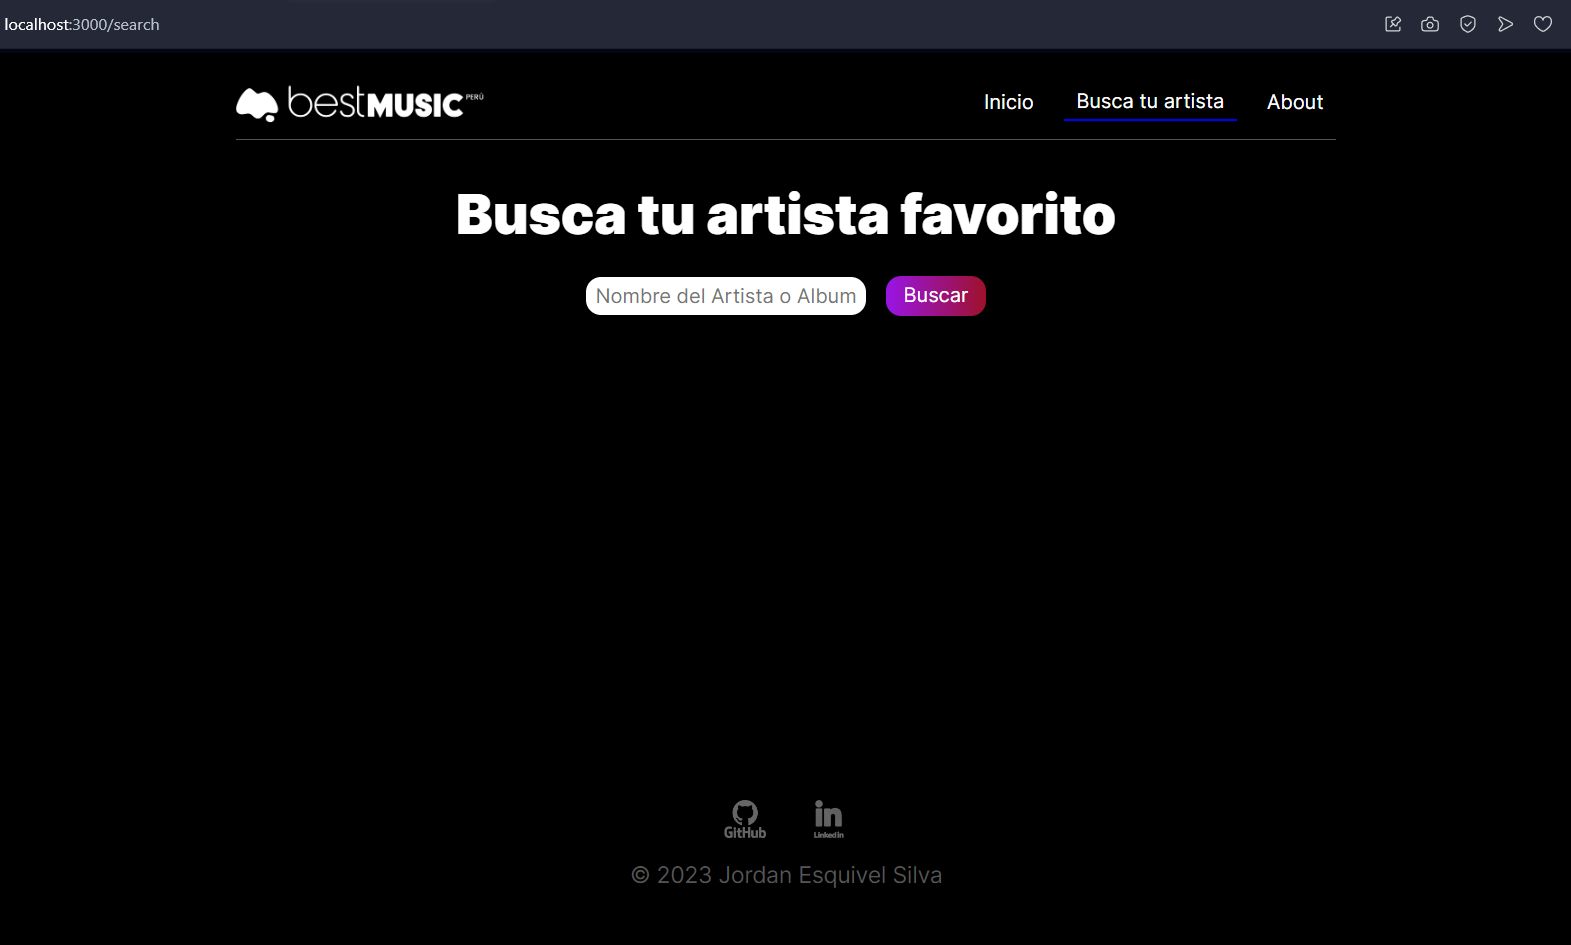 localhost:3000/search
bestMUSIC PERÚ
Inicio Busca tu artista About
Busca tu artista favorito
Nombre del Artista o Album Buscar
GitHub LinkedIn
© 2023 Jordan Esquivel Silva